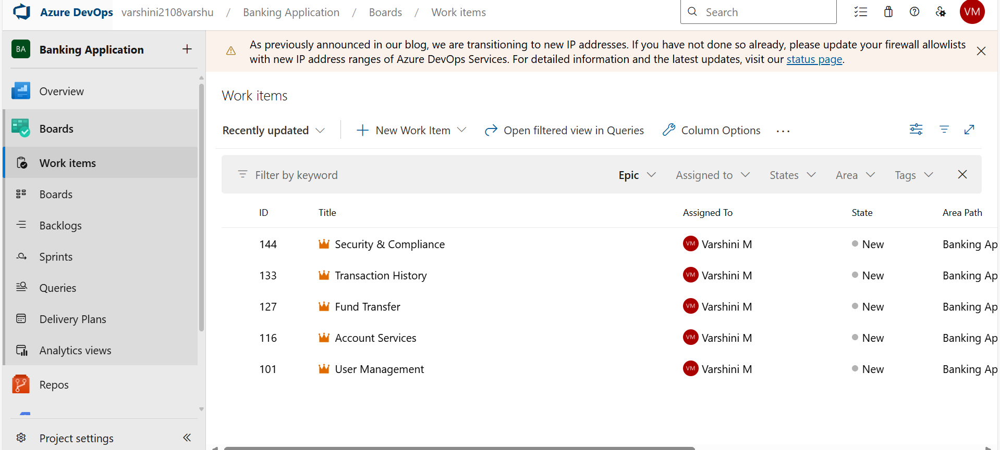 Azure DevOps varshini2108varshu / Banking Application / Boards / Work items Search VM
BA Banking Application
As previously announced in our blog, we are transitioning to new IP addresses. If you have not done so already, please update your firewall allowlists
with new IP address ranges of Azure DevOps Services. For detailed information and the latest updates, visit our status page.
Overview
Boards
Work items
Boards
Backlogs
Sprints
Queries
Delivery Plans
Analytics views
Repos
Project settings
Work items
Recently updated New Work Item Open filtered view in Queries Column Options ...
Filter by keyword Epic Assigned to States Area Tags
ID Title Assigned To State Area Path
144 Security & Compliance VM Varshini M New Banking Ap
133 Transaction History VM Varshini M New Banking Ap
127 Fund Transfer VM Varshini M New Banking Ap
116 Account Services VM Varshini M New Banking Ap
101 User Management VM Varshini M New Banking Ap